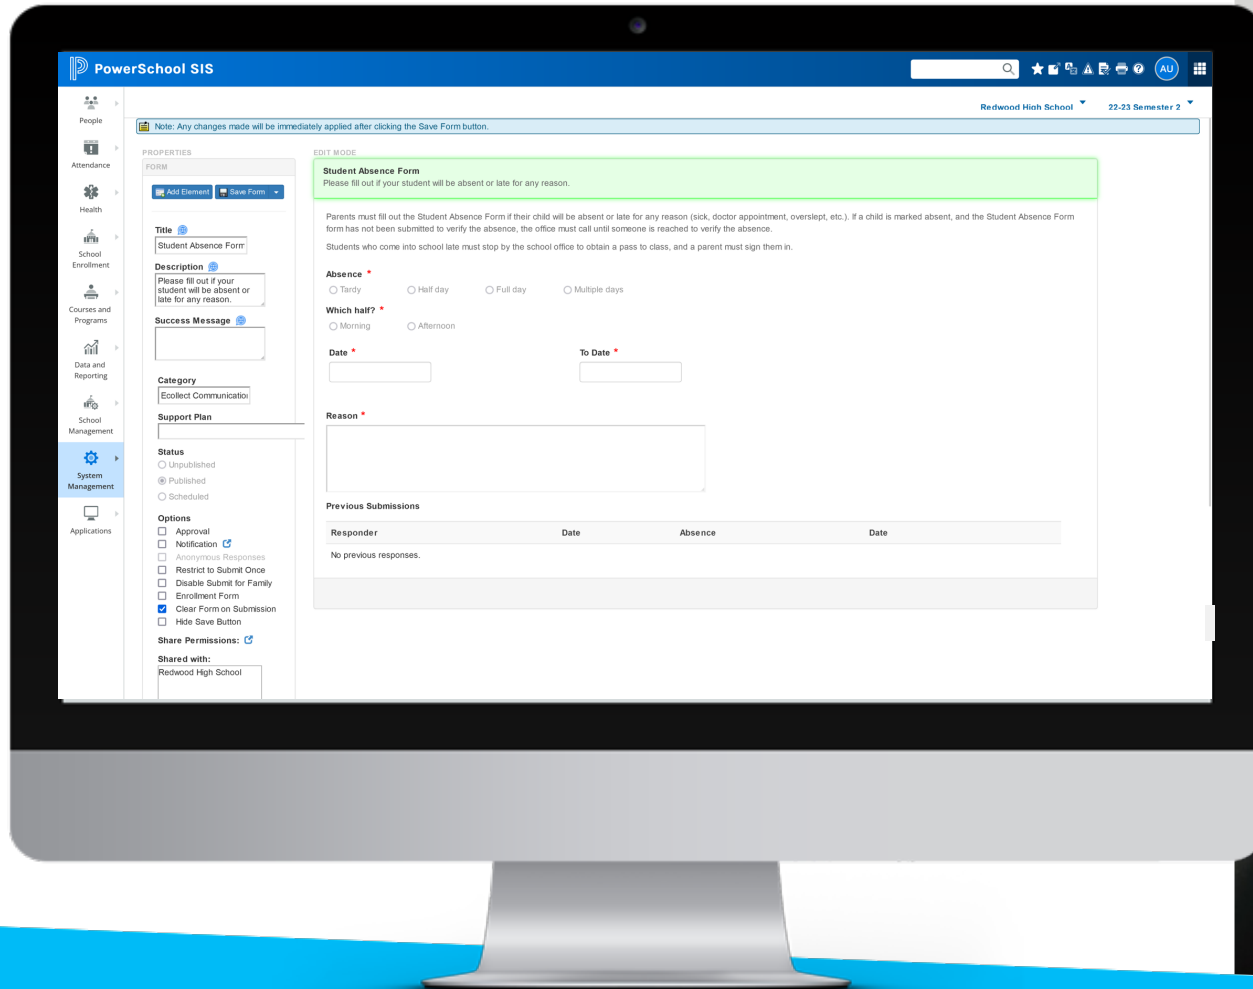 PowerSchool SIS
AU
Redwood High School
22-23 Semester 2
People
Attendance
Health
School
Enrollment
Courses and
Programs
Data and
Reporting
School
Management
System
Management
Applications
Note: Any changes made will be immediately applied after clicking the Save Form button.
PROPERTIES
FORM
Add Element
Save Form
Title
Student Absence Form
Description
Please fill out if your
student will be absent or
late for any reason.
Success Message
Category
Ecollect Communication
Support Plan
Status
Unpublished
Published
Scheduled
Options
Approval
Notification
Anonymous Responses
Restrict to Submit Once
Disable Submit for Family
Enrollment Form
Clear Form on Submission
Hide Save Button
Share Permissions:
Shared with:
Redwood High School
EDIT MODE
Student Absence Form
Please fill out if your student will be absent or late for any reason.
Parents must fill out the Student Absence Form if their child will be absent or late for any reason (sick, doctor appointment, overslept, etc.). If a child is marked absent, and the Student Absence Form
form has not been submitted to verify the absence, the office must call until someone is reached to verify the absence.
Students who come into school late must stop by the school office to obtain a pass to class, and a parent must sign them in.
Absence *
Tardy Half day Full day Multiple days
Which half? *
Morning Afternoon
Date * To Date *
Reason *
Previous Submissions
Responder Date Absence Date
No previous responses.